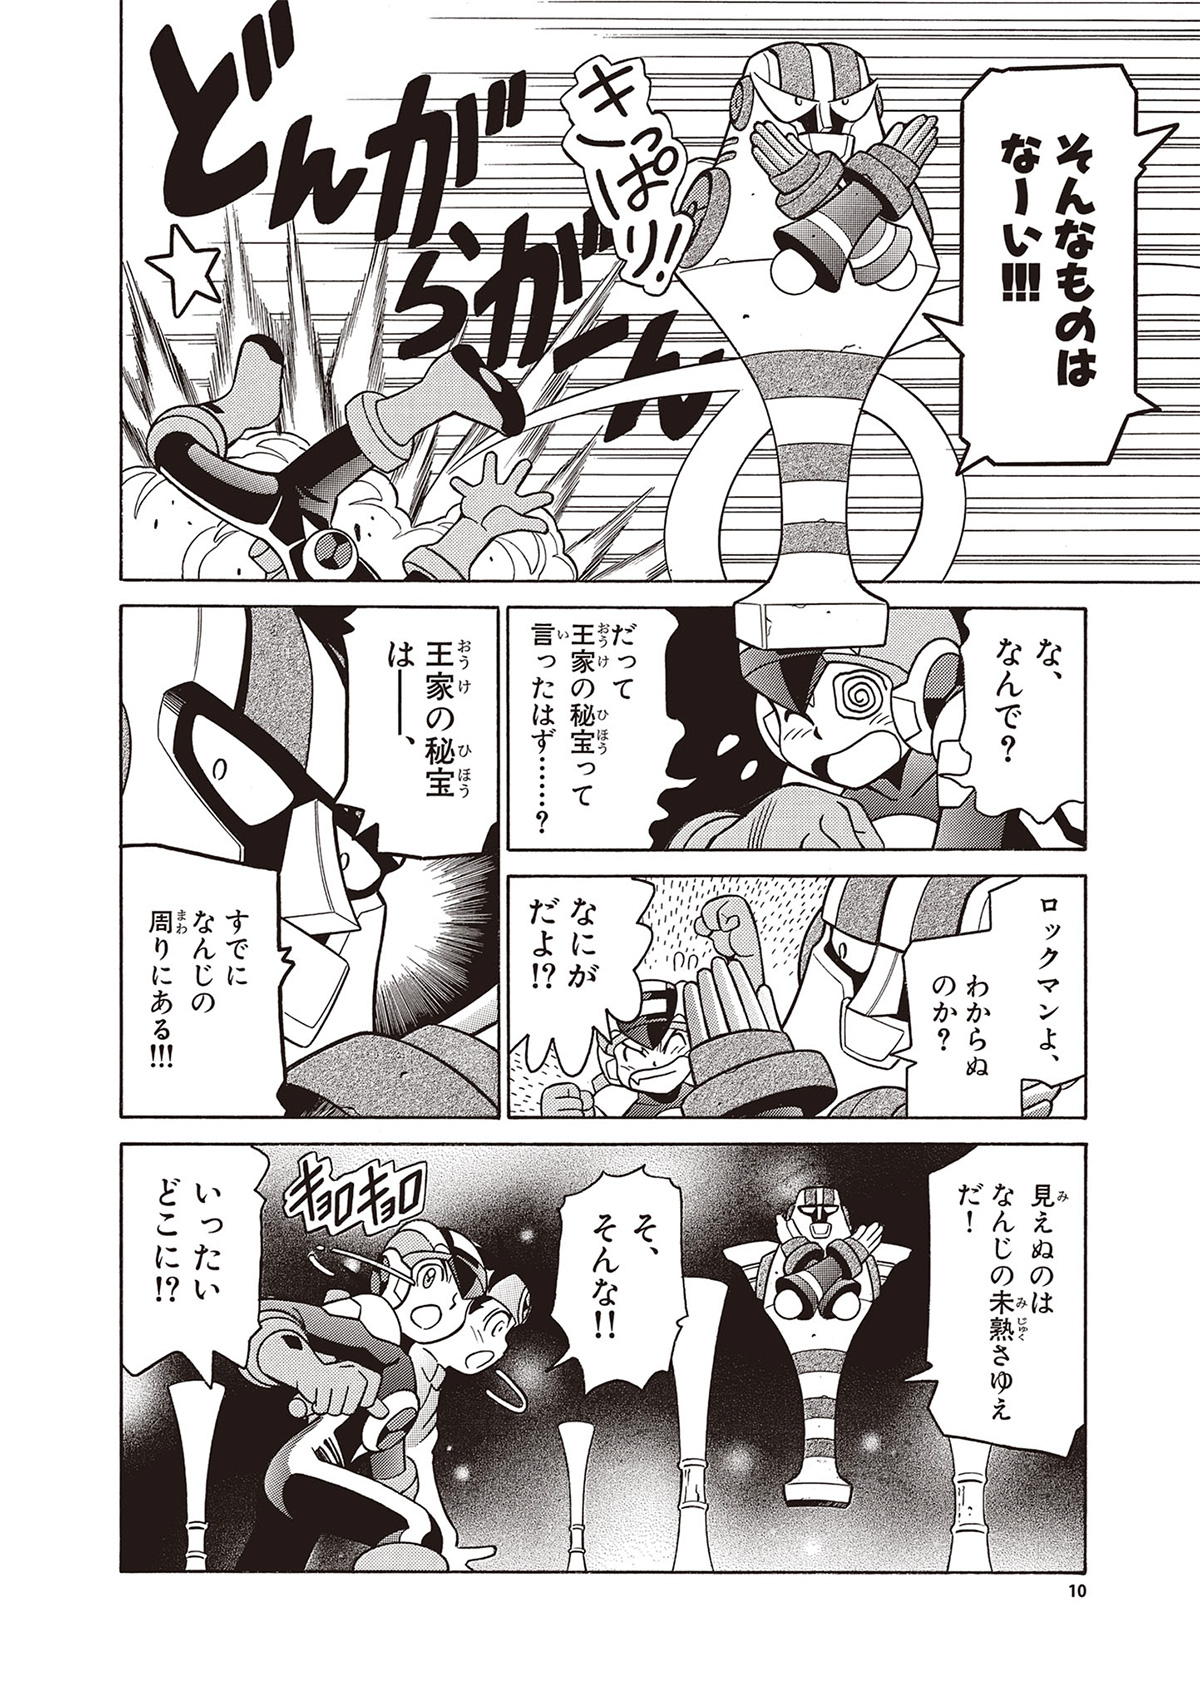 そんなものは
なーい!!!
きっぱり!
どんが
らがーん
な、
なんで?
だって
王家の秘宝って
言ったはず……?
王家の秘宝
は――、
ロックマンよ、
わからぬ
のか?
なにが
だよ!?
すでに
なんじの
周りにある!!!
見えぬのは
なんじの未熟さゆえ
だ!
そ、
そんな!!
キョロキョロ
いったい
どこに!?
10